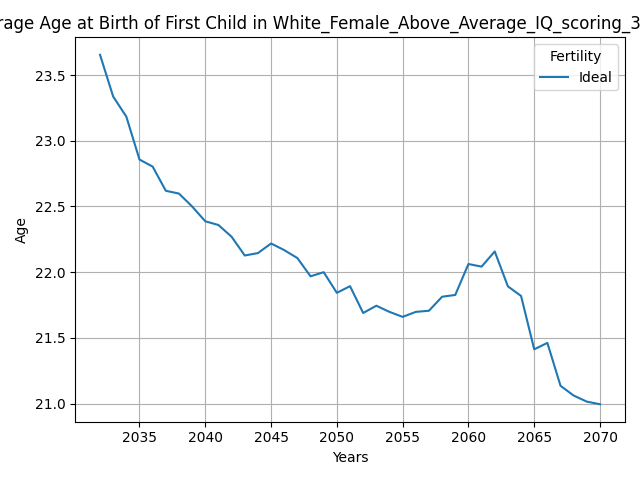 Average Age at Birth of First Child in White_Female_Above_Average_IQ_scoring_3
Fertility
Ideal
Age
23.5
23.0
22.5
22.0
21.5
21.0
2035 2040 2045 2050 2055 2060 2065 2070
Years